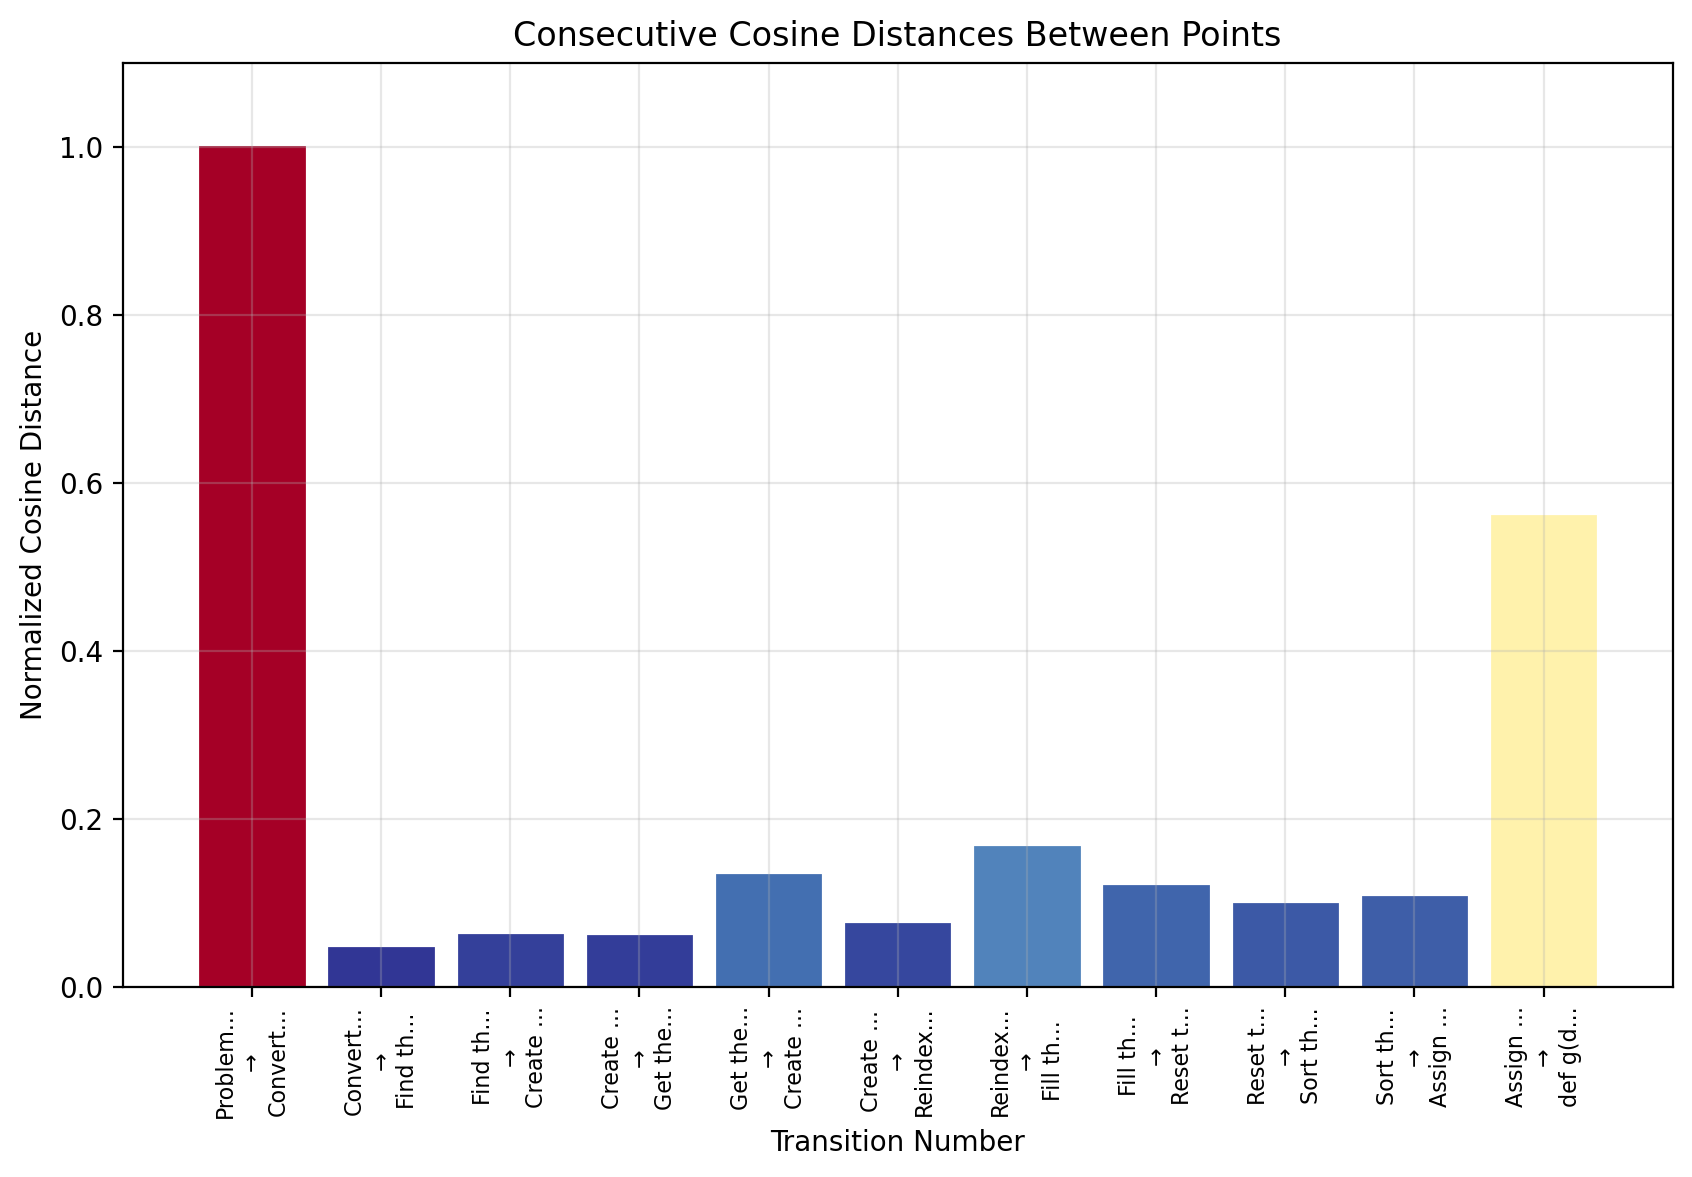 Consecutive Cosine Distances Between Points
Normalized Cosine Distance
1.0
0.8
0.6
0.4
0.2
0.0
Problem...
→
Convert...
Convert...
→
Find th...
Find th...
→
Create ...
Create ...
→
Get the...
Get the...
→
Create ...
Create ...
→
Reindex...
Reindex...
→
Fill th...
Fill th...
→
Reset t...
Reset t...
→
Sort th...
Sort th...
→
Assign ...
Assign ...
→
def g(d...
Transition Number